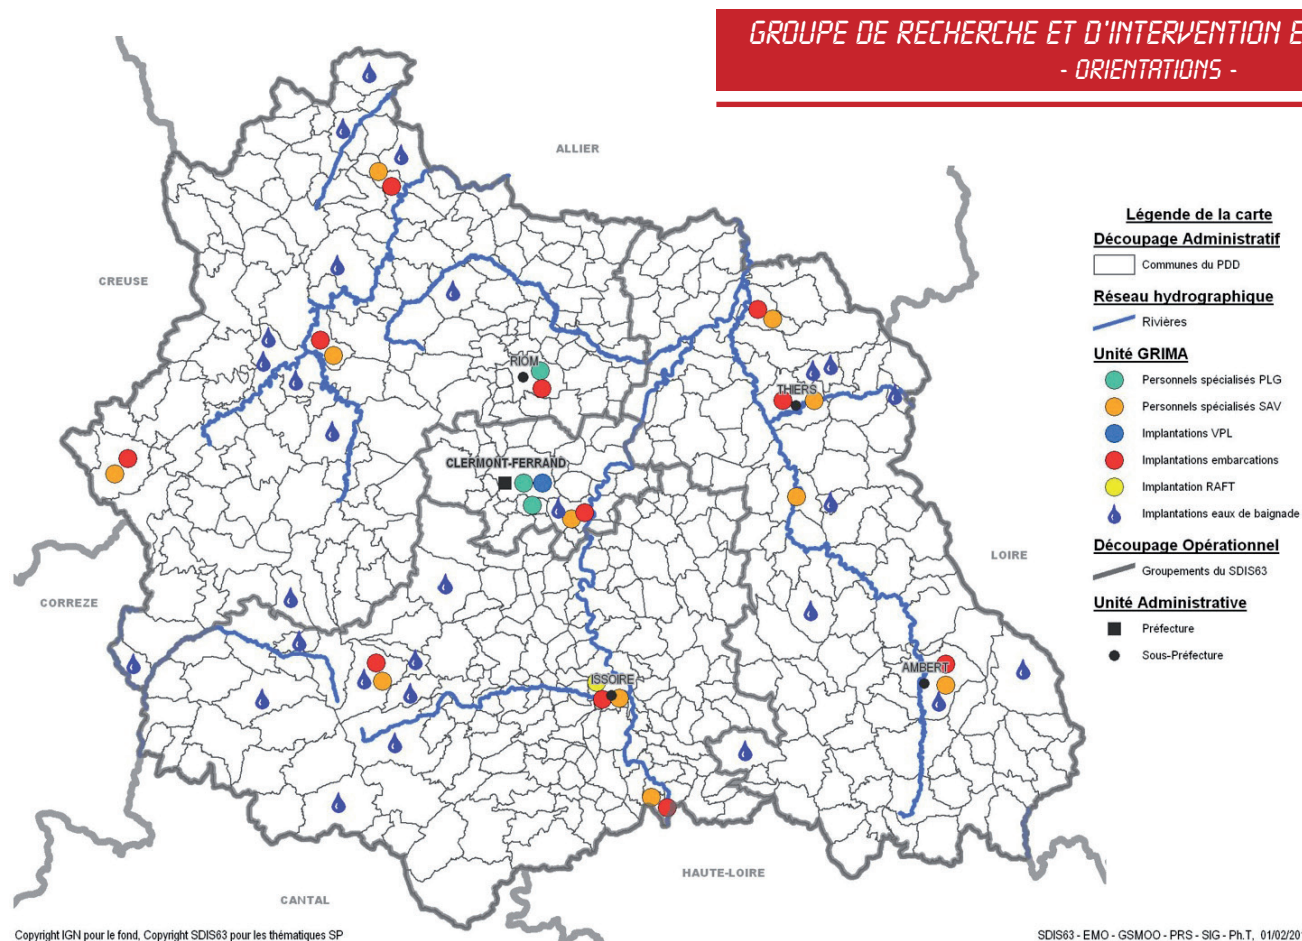 GROUPE DE RECHERCHE ET D'INTERVENTION E
- ORIENTATIONS -
ALLIER
CREUSE
CORREZE
CANTAL
HAUTE-LOIRE
LOIRE
RIOM
THIERS
CLERMONT-FERRAND
ISSOIRE
AMBERT
Légende de la carte
Découpage Administratif
Communes du PDD
Réseau hydrographique
Rivières
Unité GRIMA
Personnels spécialisés PLG
Personnels spécialisés SAV
Implantations VPL
Implantations embarcations
Implantation RAFT
Implantations eaux de baignade
Découpage Opérationnel
Groupements du SDIS63
Unité Administrative
Préfecture
Sous-Préfecture
Copyright IGN pour le fond, Copyright SDIS63 pour les thématiques SP
SDIS63 - EMO - GSMOO - PRS - SIG - Ph.T, 01/02/20